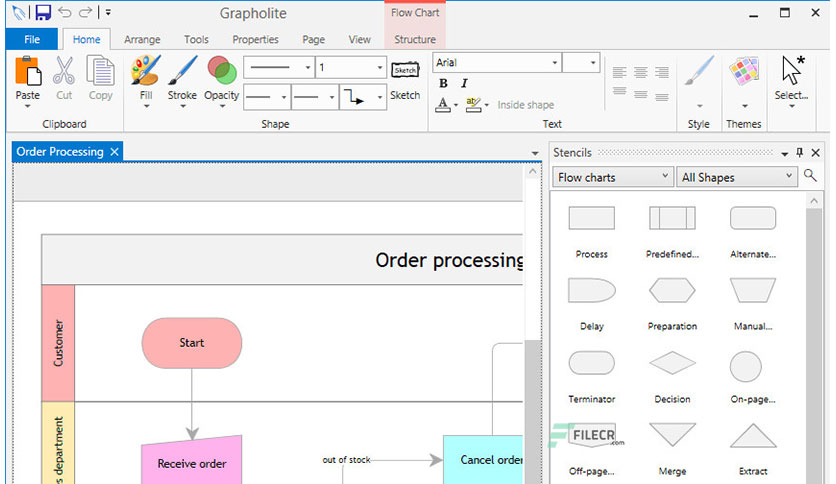 Grapholite
Flow Chart
File
Home
Arrange
Tools
Properties
Page
View
Structure
Paste
Cut
Copy
Clipboard
Fill
Stroke
Opacity
1
Sketch
Sketch
Shape
Arial
B I
A
ab
Inside shape
Text
Style
Themes
Select...
Order Processing
Stencils
Flow charts
All Shapes
Process
Predefined...
Alternate...
Delay
Preparation
Manual...
Terminator
Decision
On-page...
FILECR
.com
Off-page...
Merge
Extract
Order processing
Customer
Start
s department
Receive order
out of stock
Cancel order